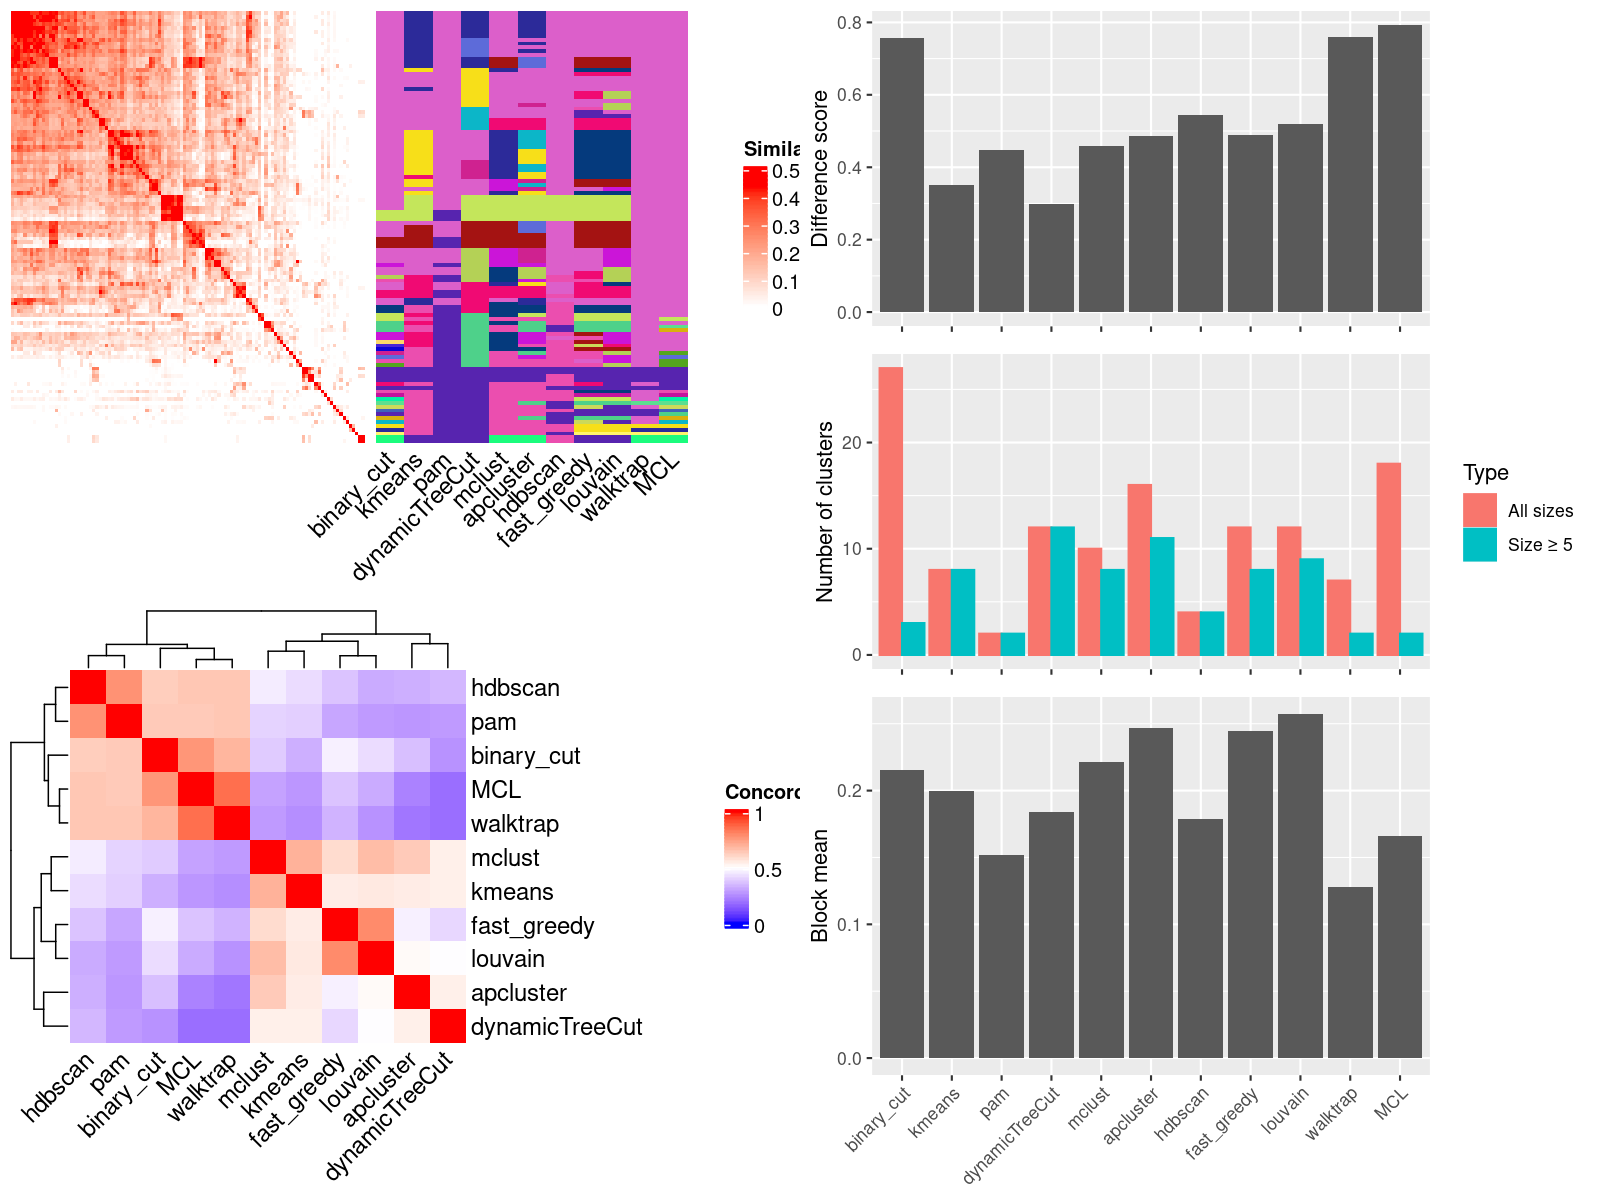 Simila
0.5
0.4
0.3
0.2
0.1
0
binary_cut
kmeans
pam
dynamicTreeCut
mclust
apcluster
hdbscan
fast_greedy
louvain
walktrap
MCL
hdbscan
pam
binary_cut
MCL
walktrap
mclust
kmeans
fast_greedy
louvain
apcluster
dynamicTreeCut
hdbscan
pam
binary_cut
MCL
walktrap
mclust
kmeans
fast_greedy
louvain
apcluster
dynamicTreeCut
Concord
1
0.5
0
Difference score
0.8
0.6
0.4
0.2
0.0
Number of clusters
20
10
0
Type
All sizes
Size ≥ 5
Block mean
0.2
0.1
0.0
binary_cut
kmeans
pam
dynamicTreeCut
mclust
apcluster
hdbscan
fast_greedy
louvain
walktrap
MCL